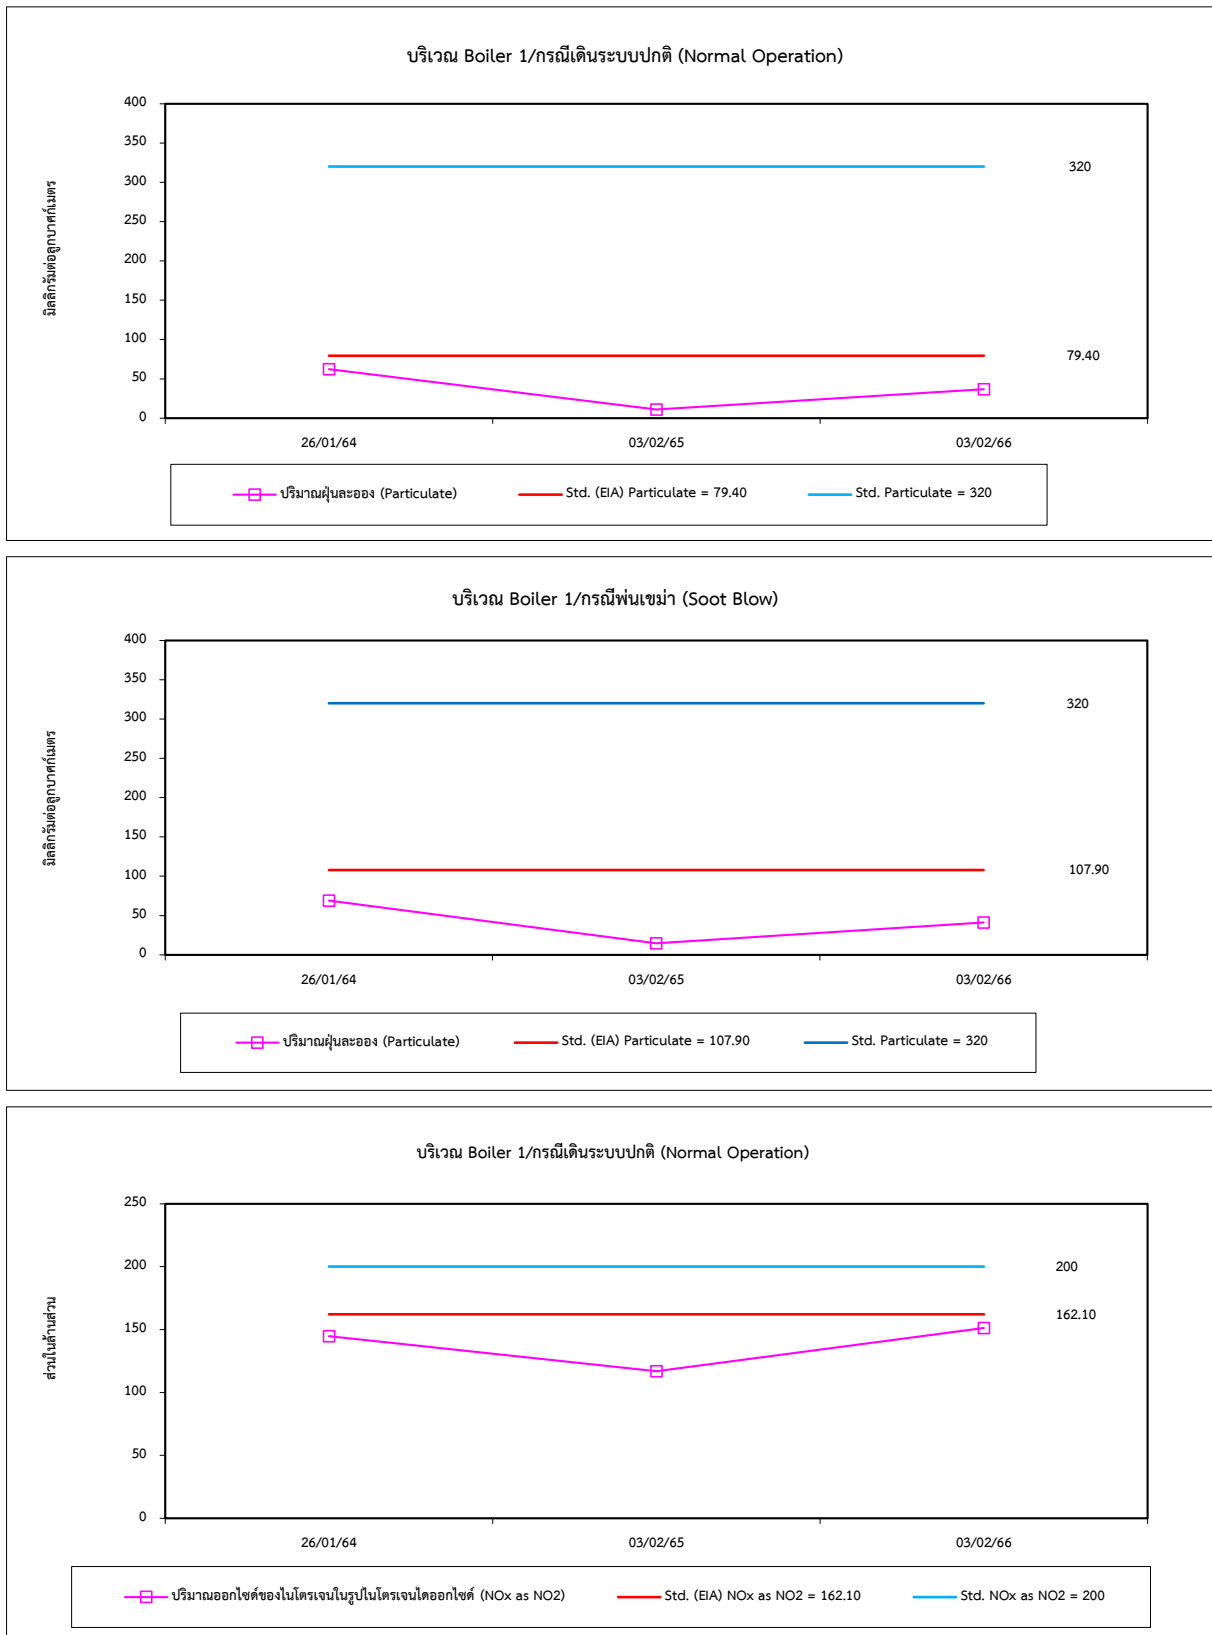 บริเวณ Boiler 1/กรณีเดินระบบปกติ (Normal Operation)
มิลลิกรัมต่อลูกบาศก์เมตร
400
350
300
250
200
150
100
50
0
320
79.40
26/01/64 03/02/65 03/02/66
ปริมาณฝุ่นละออง (Particulate) Std. (EIA) Particulate = 79.40 Std. Particulate = 320
บริเวณ Boiler 1/กรณีพ่นเขม่า (Soot Blow)
มิลลิกรัมต่อลูกบาศก์เมตร
400
350
300
250
200
150
100
50
0
320
107.90
26/01/64 03/02/65 03/02/66
ปริมาณฝุ่นละออง (Particulate) Std. (EIA) Particulate = 107.90 Std. Particulate = 320
บริเวณ Boiler 1/กรณีเดินระบบปกติ (Normal Operation)
ส่วนในล้านส่วน
250
200
150
100
50
0
200
162.10
26/01/64 03/02/65 03/02/66
ปริมาณออกไซด์ของไนโตรเจนในรูปไนโตรเจนไดออกไซด์ (NOx as NO2) Std. (EIA) NOx as NO2 = 162.10 Std. NOx as NO2 = 200